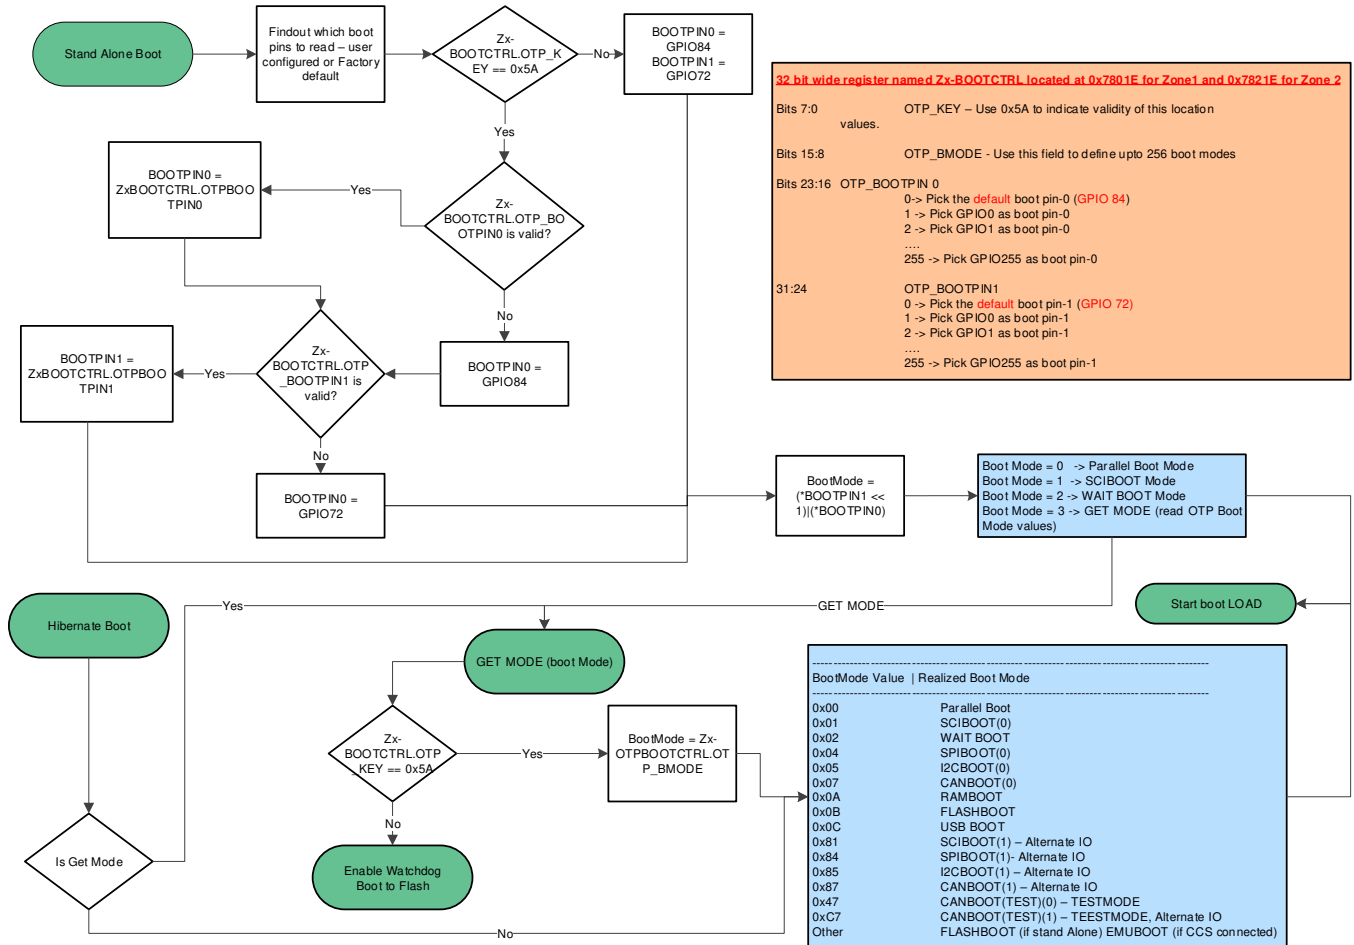 Stand Alone Boot
Findout which boot
pins to read – user
configured or Factory
default
Zx-
BOOTCTRL.OTP_K
EY == 0x5A
No
BOOTPIN0 =
GPIO84
BOOTPIN1 =
GPIO72
Yes
Zx-
BOOTCTRL.OTP_BO
OTPIN0 is valid?
Yes
BOOTPIN0 =
ZxBOOTCTRL.OTPBOO
TPIN0
No
BOOTPIN0 =
GPIO84
Zx-
BOOTCTRL.OTP
_BOOTPIN1 is
valid?
Yes
BOOTPIN1 =
ZxBOOTCTRL.OTPBOO
TPIN1
No
BOOTPIN0 =
GPIO72
32 bit wide register named Zx-BOOTCTRL located at 0x7801E for Zone1 and 0x7821E for Zone 2
Bits 7:0 OTP_KEY – Use 0x5A to indicate validity of this location
values.
Bits 15:8 OTP_BMODE - Use this field to define upto 256 boot modes
Bits 23:16 OTP_BOOTPIN 0
0-> Pick the default boot pin-0 (GPIO 84)
1 -> Pick GPIO0 as boot pin-0
2 -> Pick GPIO1 as boot pin-0
....
255 -> Pick GPIO255 as boot pin-0
31:24 OTP_BOOTPIN1
0 -> Pick the default boot pin-1 (GPIO 72)
1 -> Pick GPIO0 as boot pin-1
2 -> Pick GPIO1 as boot pin-1
....
255 -> Pick GPIO255 as boot pin-1
BootMode =
(*BOOTPIN1 <<
1)|(*BOOTPIN0)
Boot Mode = 0 -> Parallel Boot Mode
Boot Mode = 1 -> SCIBOOT Mode
Boot Mode = 2 -> WAIT BOOT Mode
Boot Mode = 3 -> GET MODE (read OTP Boot
Mode values)
Start boot LOAD
GET MODE
Hibernate Boot
Yes
GET MODE (boot Mode)
Zx-
BOOTCTRL.OTP
_KEY == 0x5A
Yes
BootMode = Zx-
OTPBOOTCTRL.OT
P_BMODE
No
Enable Watchdog
Boot to Flash
Is Get Mode
No
BootMode Value | Realized Boot Mode
0x00 Parallel Boot
0x01 SCIBOOT(0)
0x02 WAIT BOOT
0x04 SPIBOOT(0)
0x05 I2CBOOT(0)
0x07 CANBOOT(0)
0x0A RAMBOOT
0x0B FLASHBOOT
0x0C USB BOOT
0x81 SCIBOOT(1) – Alternate IO
0x84 SPIBOOT(1)- Alternate IO
0x85 I2CBOOT(1) – Alternate IO
0x87 CANBOOT(1) – Alternate IO
0x47 CANBOOT(TEST)(0) – TESTMODE
0xC7 CANBOOT(TEST)(1) – TEESTMODE, Alternate IO
Other FLASHBOOT (if stand Alone) EMUBOOT (if CCS connected)